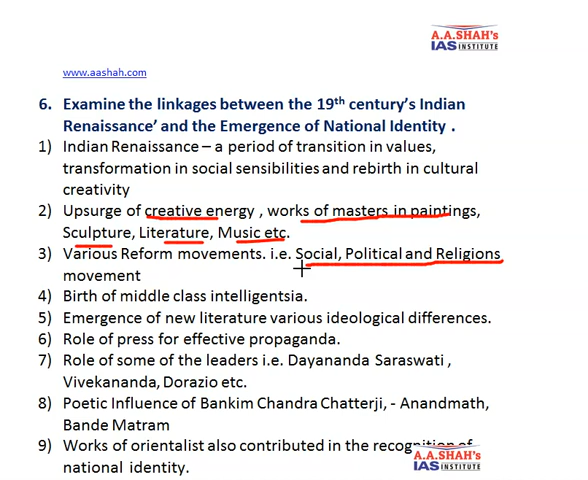 A.A.SHAH's
IAS INSTITUTE
www.aashah.com
6. Examine the linkages between the 19th century's Indian
Renaissance' and the Emergence of National Identity .
1) Indian Renaissance – a period of transition in values,
transformation in social sensibilities and rebirth in cultural
creativity
2) Upsurge of creative energy , works of masters in paintings,
Sculpture, Literature, Music etc.
3) Various Reform movements. i.e. Social, Political and Religions
movement
4) Birth of middle class intelligentsia.
5) Emergence of new literature various ideological differences.
6) Role of press for effective propaganda.
7) Role of some of the leaders i.e. Dayananda Saraswati ,
Vivekananda, Dorazio etc.
8) Poetic Influence of Bankim Chandra Chatterji, - Anandmath,
Bande Matram
9) Works of orientalist also contributed in the recognition of
national identity.
A.A.SHAH's
IAS INSTITUTE